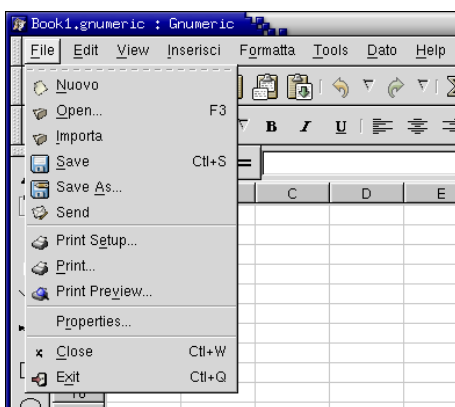 Book1.gnumeric : Gnumeric
File Edit View Inserisci Formatta Tools Dato Help
Nuovo
Open... F3
Importa
B I U
Save Ctl+S
=
Save As...
C D E
Send
Print Setup...
Print...
Print Preview...
Properties...
Close Ctl+W
Exit Ctl+Q
16